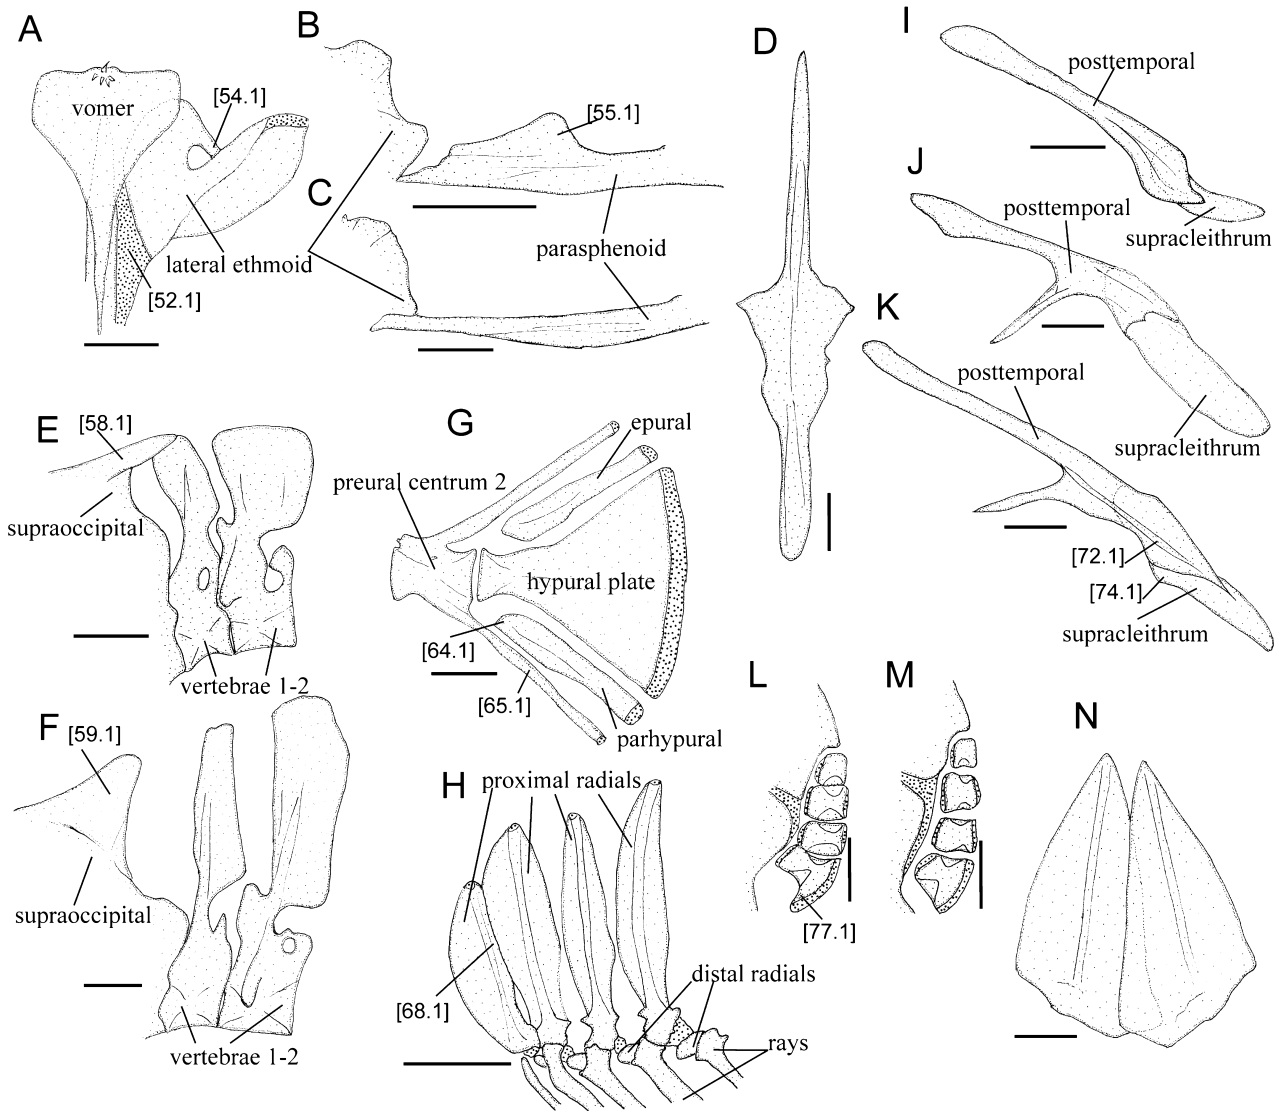 A
vomer
[54.1]
lateral ethmoid
[52.1]
B
[55.1]
C
parasphenoid
D
I
posttemporal
supracleithrum
J
posttemporal
supracleithrum
K
posttemporal
[72.1]
[74.1]
supracleithrum
E
[58.1]
supraoccipital
vertebrae 1-2
F
[59.1]
supraoccipital
vertebrae 1-2
G
epural
preural centrum 2
hypural plate
[64.1]
[65.1]
parhypural
H
proximal radials
[68.1]
distal radials
rays
L
[77.1]
M
N